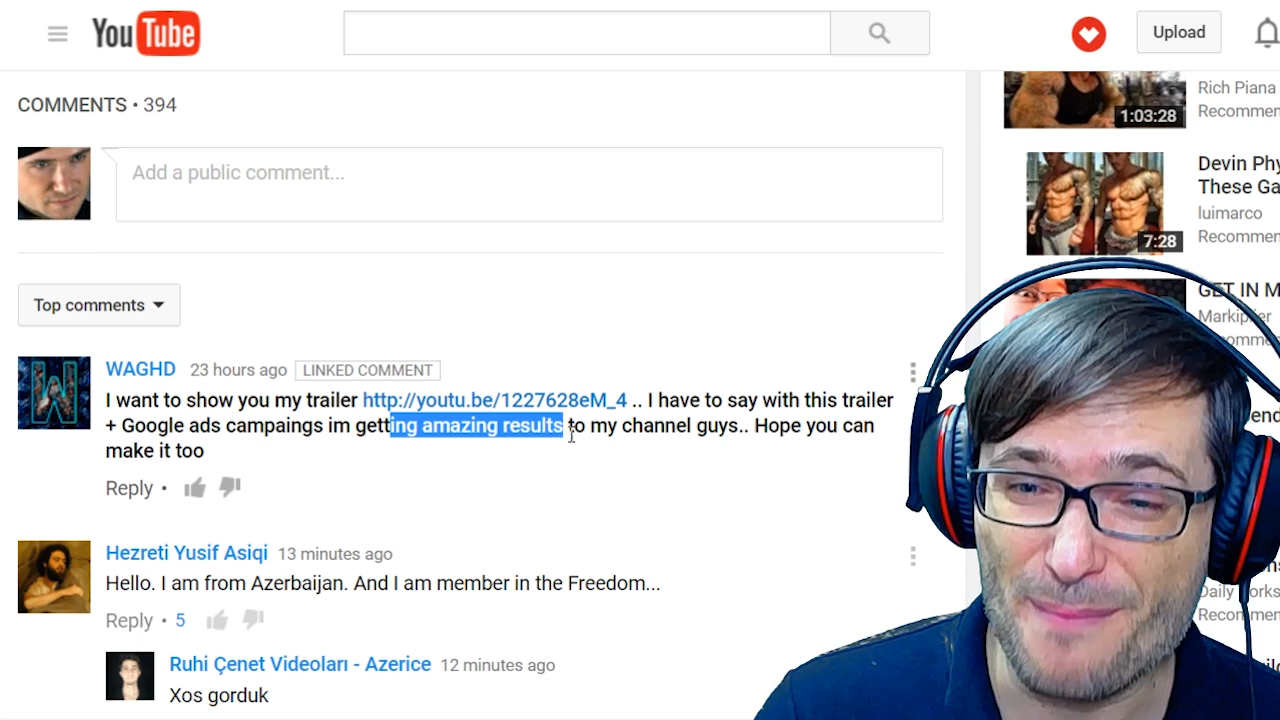 YouTube
Upload
COMMENTS • 394
Add a public comment...
Top comments
WAGHD 23 hours ago LINKED COMMENT
I want to show you my trailer http://youtu.be/1227628eM_4 .. I have to say with this trailer
+ Google ads campaings im getting amazing results to my channel guys.. Hope you can
make it too
Reply •
Hezreti Yusif Asiqi 13 minutes ago
Hello. I am from Azerbaijan. And I am member in the Freedom...
Reply • 5
Ruhi Çenet Videoları - Azerice 12 minutes ago
Xos gorduk
Rich Piana
Recommen
1:03:28
Devin Phy
These Ga
luimarco
Recommen
7:28
GET IN M
Markiplier
Recommen